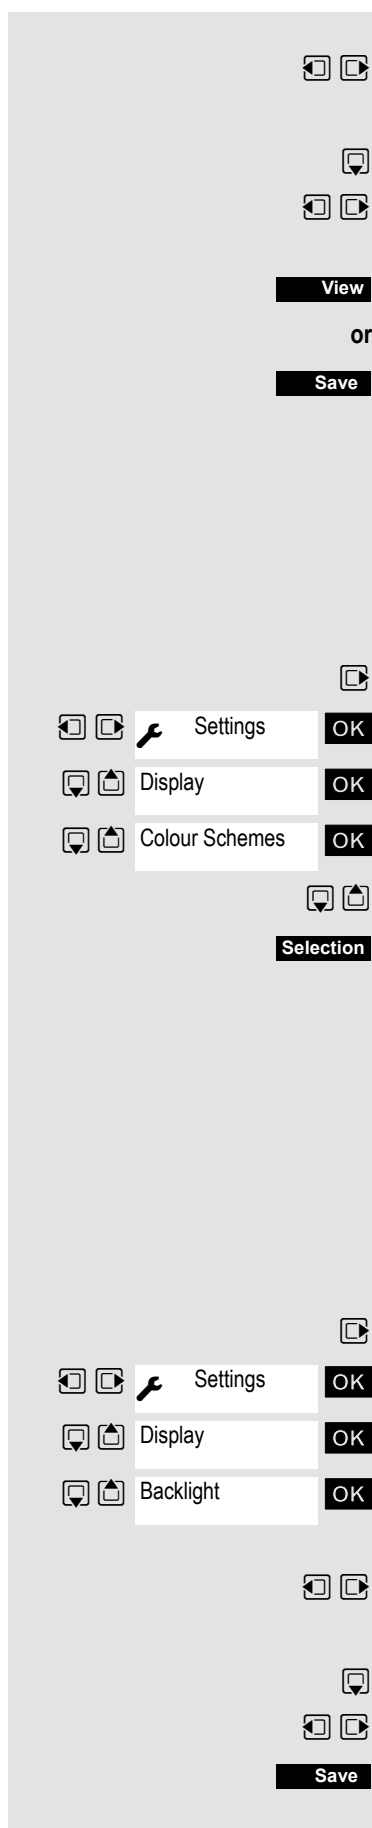 View
or
Save
Settings OK
Display OK
Colour Schemes OK
Selection
Settings OK
Display OK
Backlight OK
Save